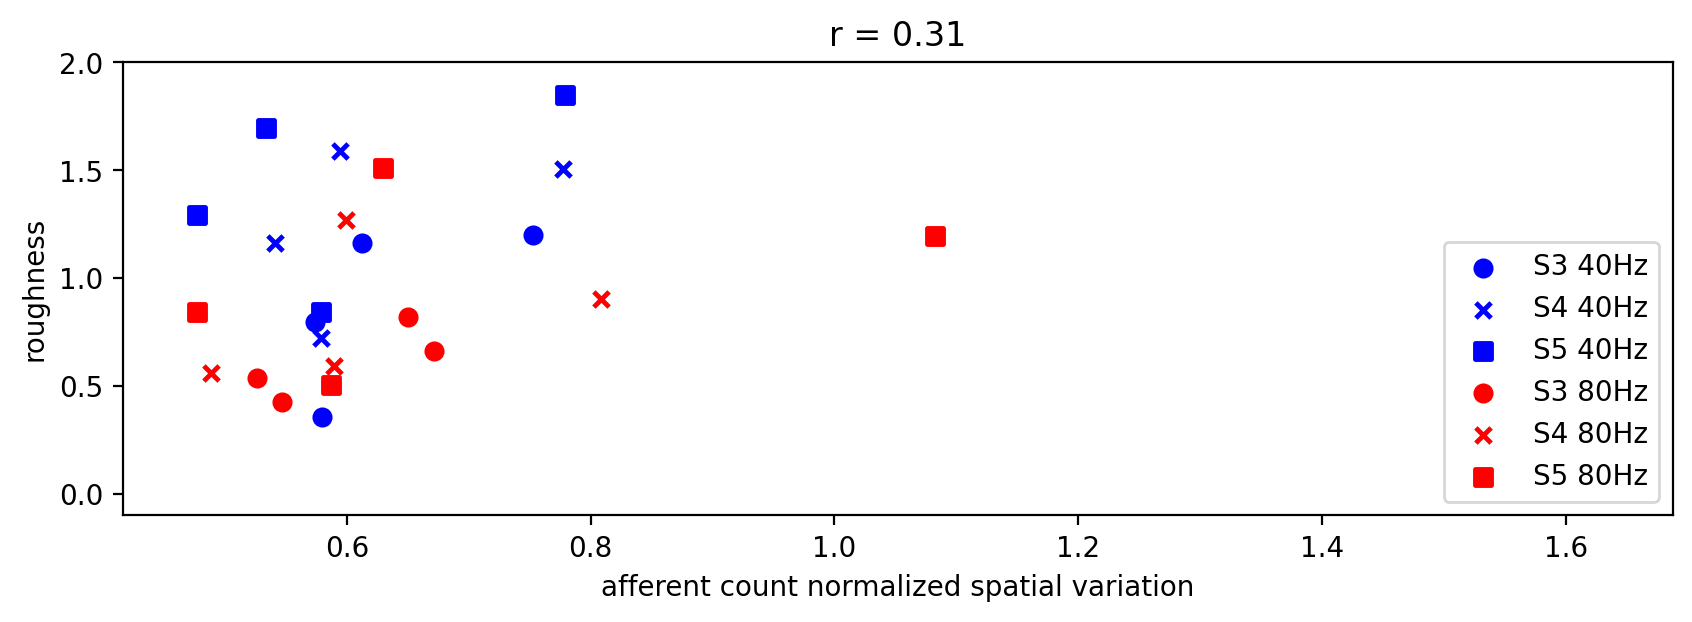 r = 0.31
2.0
1.5
1.0
0.5
0.0
roughness
S3 40Hz
S4 40Hz
S5 40Hz
S3 80Hz
S4 80Hz
S5 80Hz
0.6 0.8 1.0 1.2 1.4 1.6
afferent count normalized spatial variation